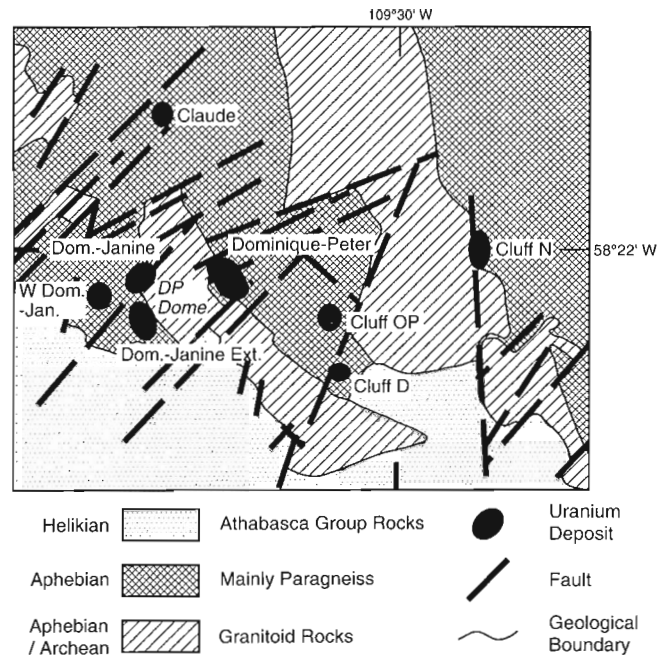 109°30' W
Claude
Dom.-Janine
Dominique-Peter
Cluff N
58°22' W
W Dom.
-Jan.
DP
Dome
Cluff OP
Dom.-Janine Ext.
Cluff D
Helikian
Athabasca Group Rocks
Uranium
Deposit
Aphebian
Mainly Paragneiss
Fault
Aphebian
/ Archean
Granitoid Rocks
Geological
Boundary